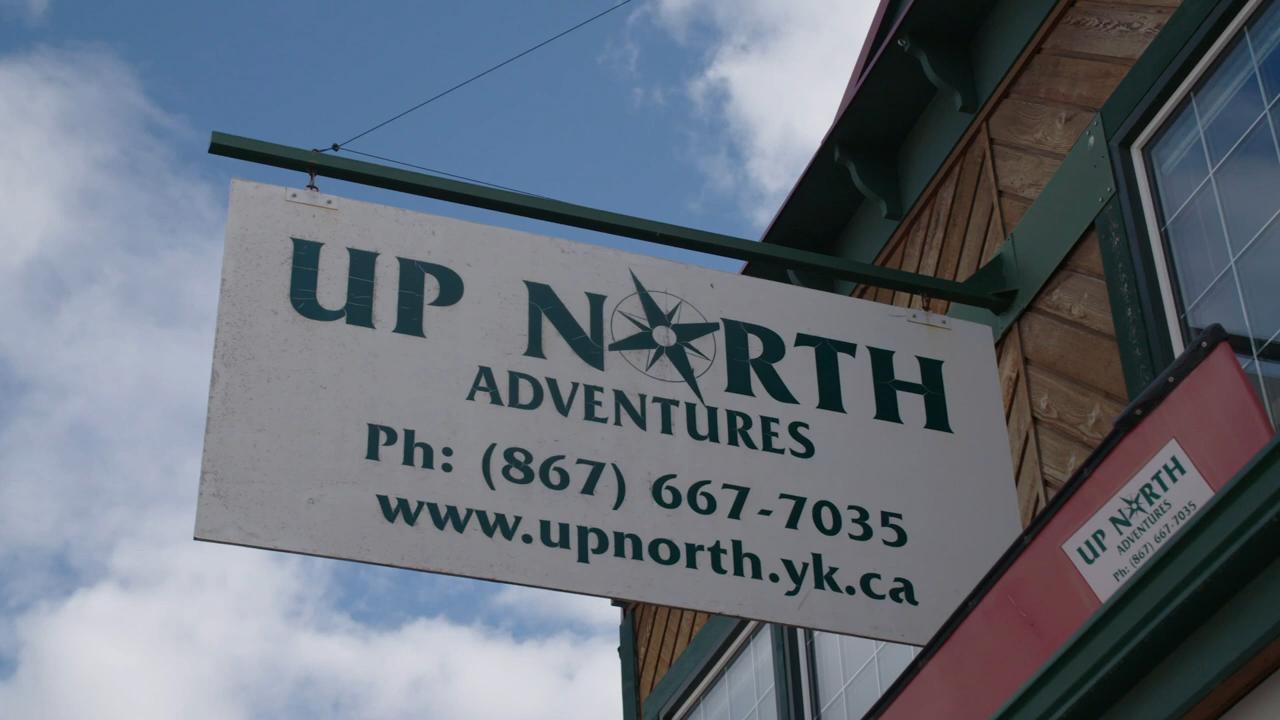 UP NORTH
ADVENTURES
Ph: (867) 667-7035
www.upnorth.yk.ca
UP NORTH
ADVENTURES
Ph: (867) 667-7035